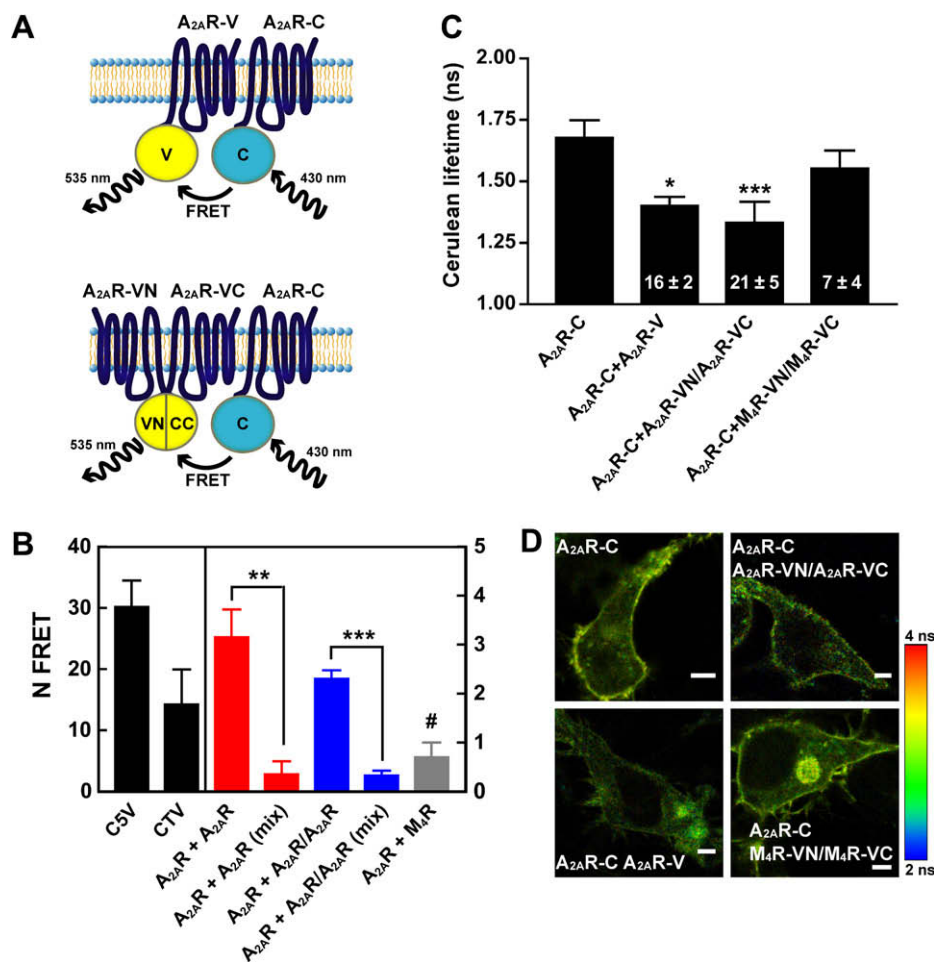 A
A2AR-V A2AR-C
V
C
535 nm
430 nm
FRET
A2AR-VN A2AR-VC A2AR-C
VN CC
C
535 nm
430 nm
FRET
B
N FRET
40
30
20
10
0
5
4
3
2
1
0
**
***
#
C5V
CTV
A2AR + A2AR
A2AR + A2AR (mix)
A2AR + A2AR/A2AR
A2AR + A2AR/A2AR (mix)
A2AR + M4R
C
Cerulean lifetime (ns)
2.00
1.75
1.50
1.25
1.00
*
***
16 ± 2
21 ± 5
7 ± 4
A2AR-C
A2AR-C+A2AR-V
A2AR-C+A2AR-VN/A2AR-VC
A2AR-C+M4R-VN/M4R-VC
D
A2AR-C
A2AR-C
A2AR-VN/A2AR-VC
A2AR-C A2AR-V
A2AR-C
M4R-VN/M4R-VC
4 ns
2 ns